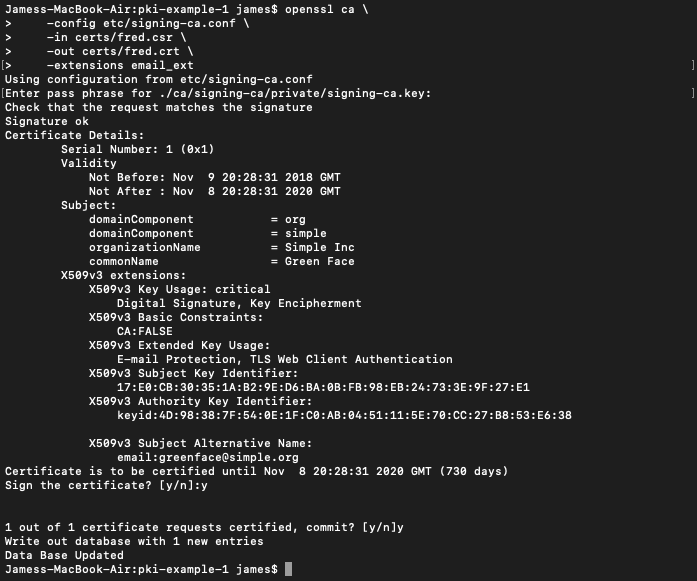 Jamess-MacBook-Air:pki-example-1 james$ openssl ca \
>     -config etc/signing-ca.conf \
>     -in certs/fred.csr \
>     -out certs/fred.crt \
[>     -extensions email_ext ]
Using configuration from etc/signing-ca.conf
[Enter pass phrase for ./ca/signing-ca/private/signing-ca.key: ]
Check that the request matches the signature
Signature ok
Certificate Details:
        Serial Number: 1 (0x1)
        Validity
            Not Before: Nov  9 20:28:31 2018 GMT
            Not After : Nov  8 20:28:31 2020 GMT
        Subject:
            domainComponent           = org
            domainComponent           = simple
            organizationName          = Simple Inc
            commonName                = Green Face
        X509v3 extensions:
            X509v3 Key Usage: critical
                Digital Signature, Key Encipherment
            X509v3 Basic Constraints:
                CA:FALSE
            X509v3 Extended Key Usage:
                E-mail Protection, TLS Web Client Authentication
            X509v3 Subject Key Identifier:
                17:E0:CB:30:35:1A:B2:9E:D6:BA:0B:FB:98:EB:24:73:3E:9F:27:E1
            X509v3 Authority Key Identifier:
                keyid:4D:98:38:7F:54:0E:1F:C0:AB:04:51:11:5E:70:CC:27:B8:53:E6:38

            X509v3 Subject Alternative Name:
                email:greenface@simple.org
Certificate is to be certified until Nov  8 20:28:31 2020 GMT (730 days)
Sign the certificate? [y/n]:y


1 out of 1 certificate requests certified, commit? [y/n]y
Write out database with 1 new entries
Data Base Updated
Jamess-MacBook-Air:pki-example-1 james$